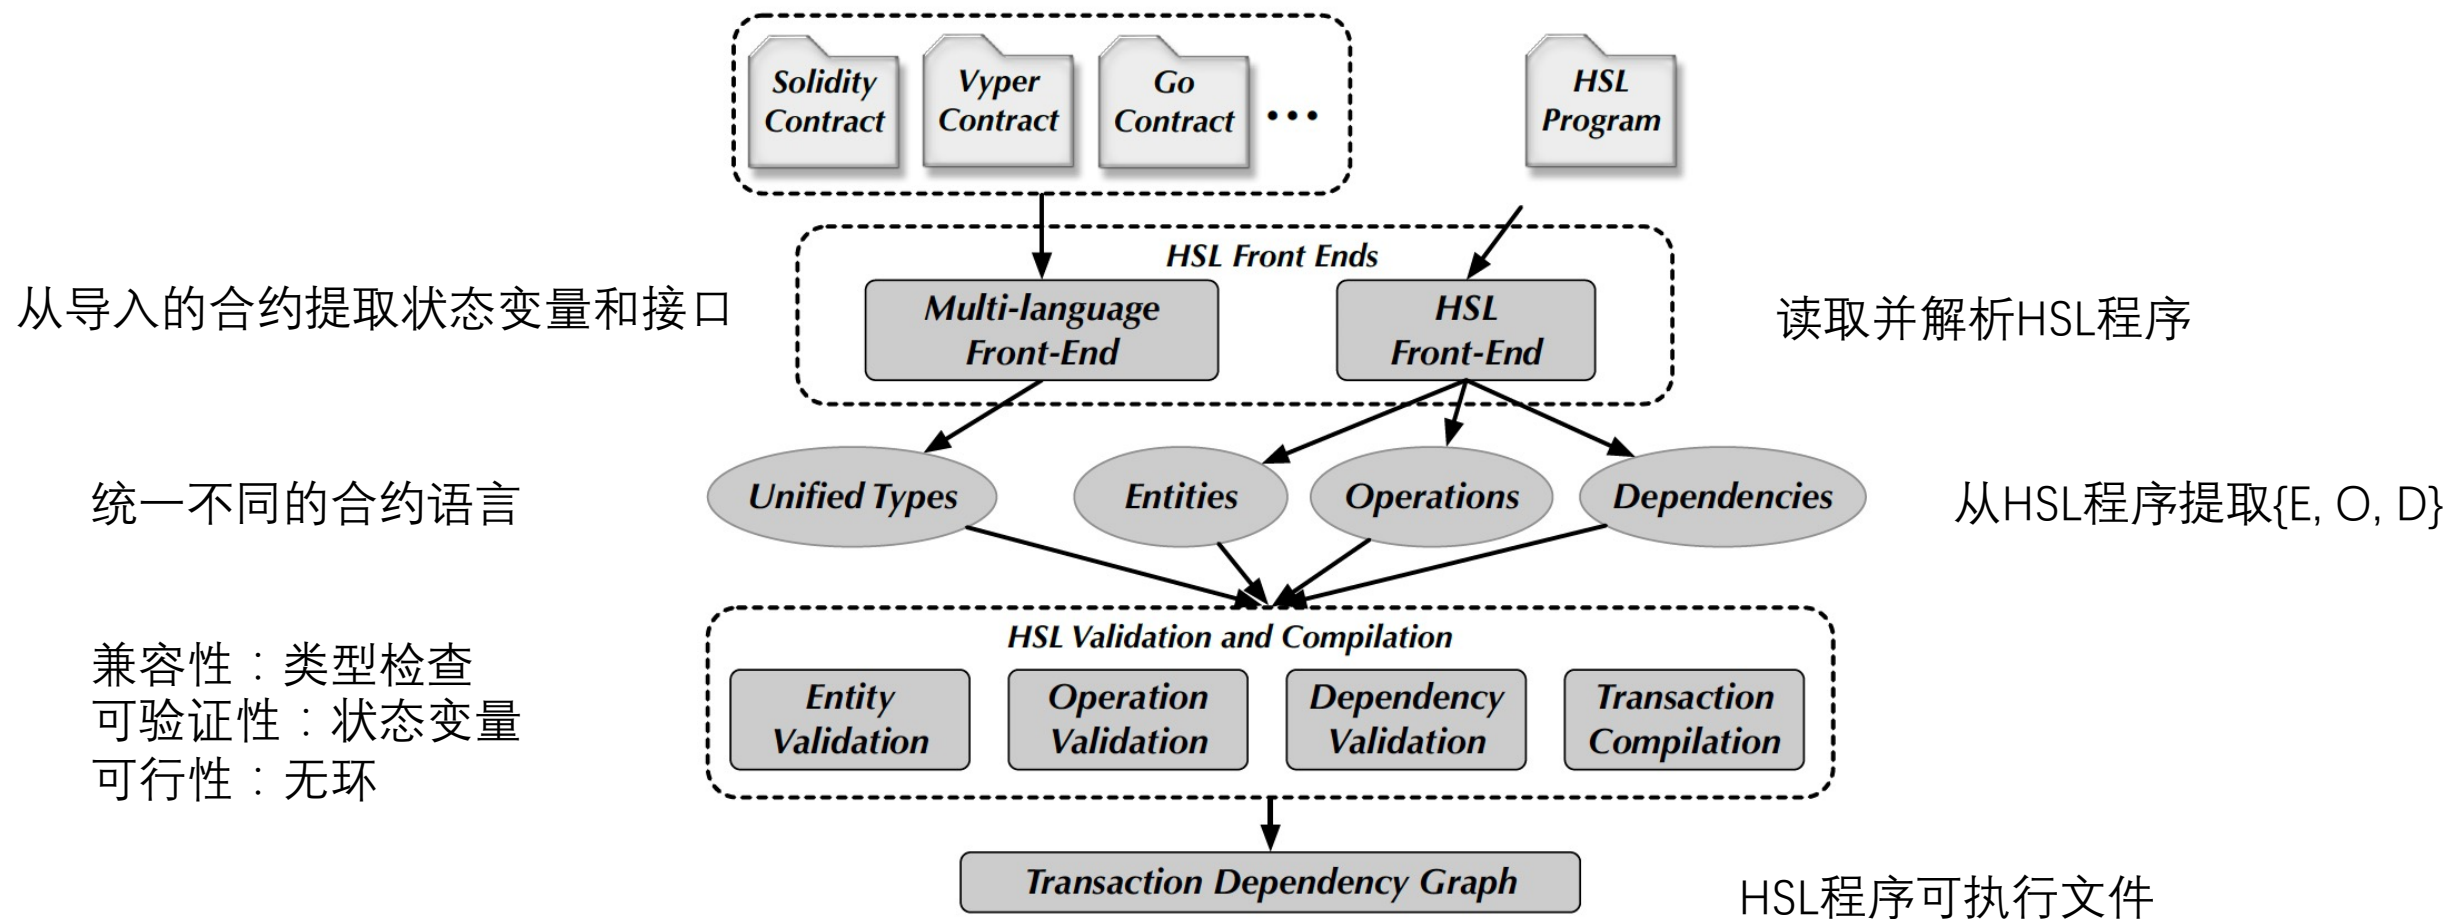 Solidity
Contract
Vyper
Contract
Go
Contract
•••
HSL
Program
HSL Front Ends
从导入的合约提取状态变量和接口
Multi-language
Front-End
HSL
Front-End
读取并解析HSL程序
统一不同的合约语言
Unified Types
Entities
Operations
Dependencies
从HSL程序提取{E, O, D}
兼容性：类型检查
可验证性：状态变量
可行性：无环
HSL Validation and Compilation
Entity
Validation
Operation
Validation
Dependency
Validation
Transaction
Compilation
Transaction Dependency Graph
HSL程序可执行文件